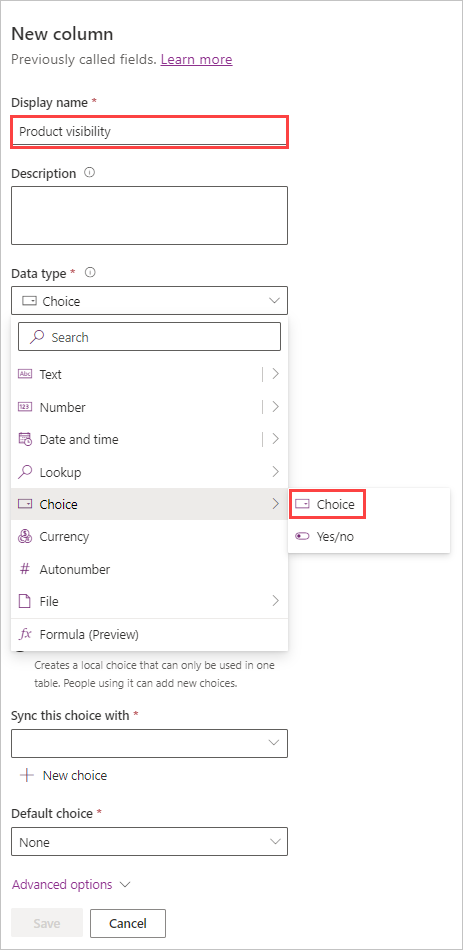 New column
Previously called fields. Learn more
Display name *
Product visibility
Description
Data type *
Choice
Search
Abc Text
123 Number
Date and time
Lookup
Choice
Choice
Currency
Yes/no
# Autonumber
File
fx Formula (Preview)
Creates a local choice that can only be used in one
table. People using it can add new choices.
Sync this choice with *
New choice
Default choice *
None
Advanced options
Save
Cancel